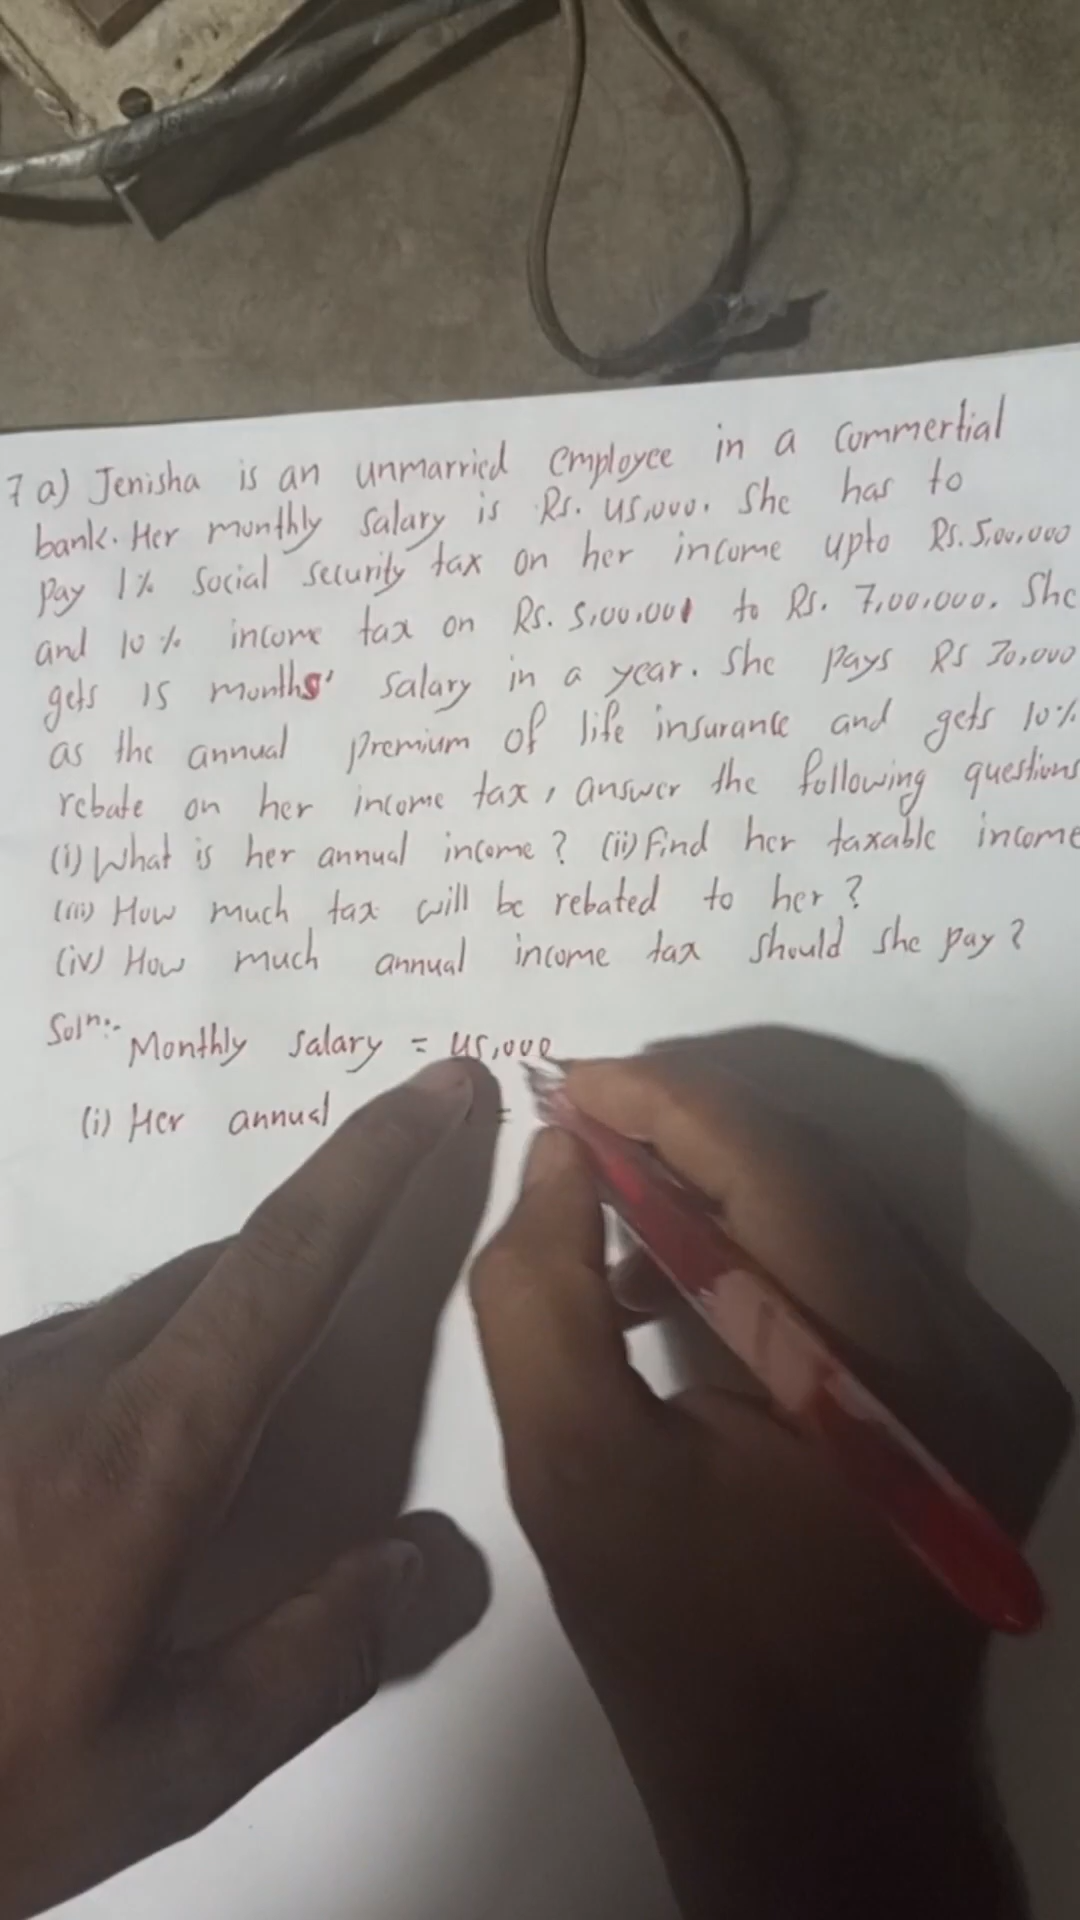 7 a) Jenisha is an unmarried employee in a commertial
bank. Her monthly salary is Rs. 45,000. She has to
pay 1% social security tax on her income upto Rs. 5,00,000
and 10% income tax on Rs. 5,00,001 to Rs. 7,00,000. She
gets 15 months' salary in a year. She pays Rs 30,000
as the annual premium of life insurance and gets 10%
rebate on her income tax, answer the following questions
(i) What is her annual income? (ii) Find her taxable income
(iii) How much tax will be rebated to her?
(iv) How much annual income tax should she pay?
Soln:- Monthly salary = 45,000
(i) Her annual =